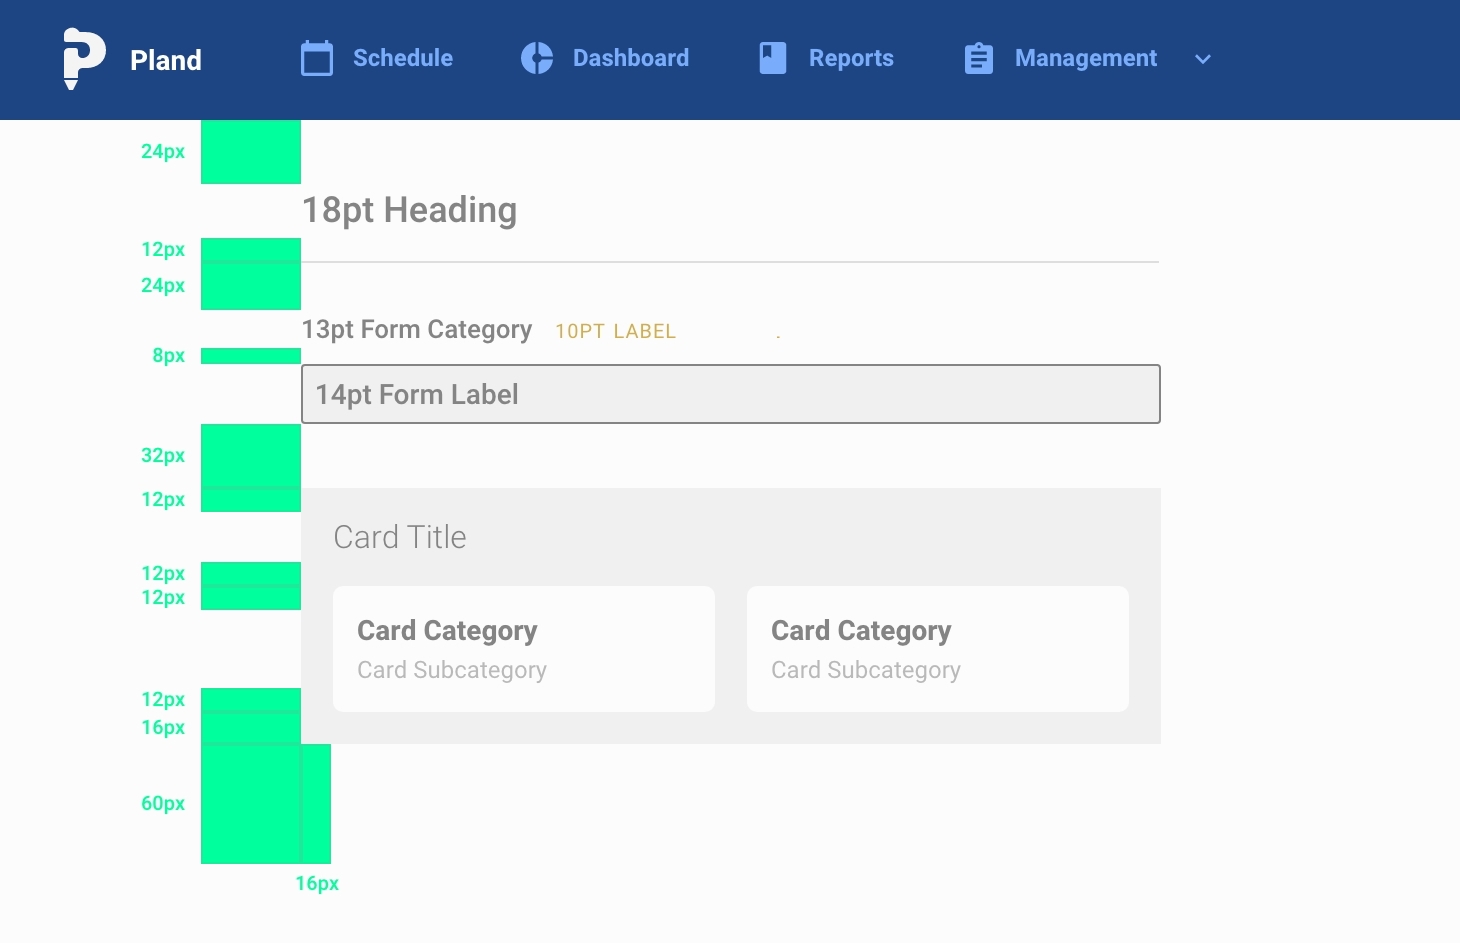 Pland Schedule Dashboard Reports Management
24px
18pt Heading
12px
24px
13pt Form Category 10PT LABEL .
8px
14pt Form Label
32px
12px
Card Title
12px
12px
Card Category Card Category
Card Subcategory Card Subcategory
12px
16px
60px
16px